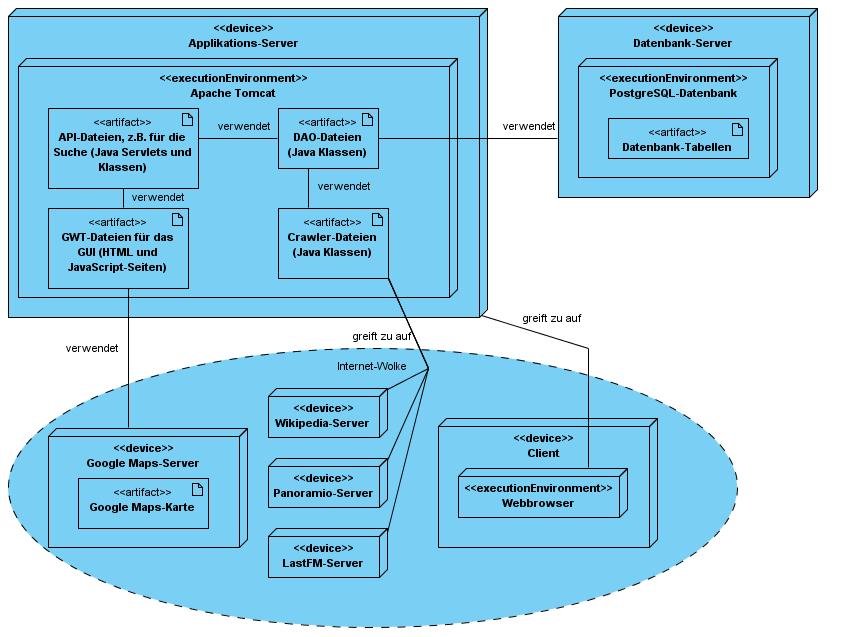 <<device>>
Applikations-Server
<<executionEnvironment>>
Apache Tomcat
<<artifact>>
API-Dateien, z.B. für die
Suche (Java Servlets und
Klassen)
verwendet
<<artifact>>
DAO-Dateien
(Java Klassen)
verwendet
<<device>>
Datenbank-Server
<<executionEnvironment>>
PostgreSQL-Datenbank
<<artifact>>
Datenbank-Tabellen
verwendet
verwendet
<<artifact>>
GWT-Dateien für das
GUI (HTML und
JavaScript-Seiten)
<<artifact>>
Crawler-Dateien
(Java Klassen)
verwendet
greift zu auf
greift zu auf
Internet-Wolke
<<device>>
Google Maps-Server
<<artifact>>
Google Maps-Karte
<<device>>
Wikipedia-Server
<<device>>
Panoramio-Server
<<device>>
LastFM-Server
<<device>>
Client
<<executionEnvironment>>
Webbrowser